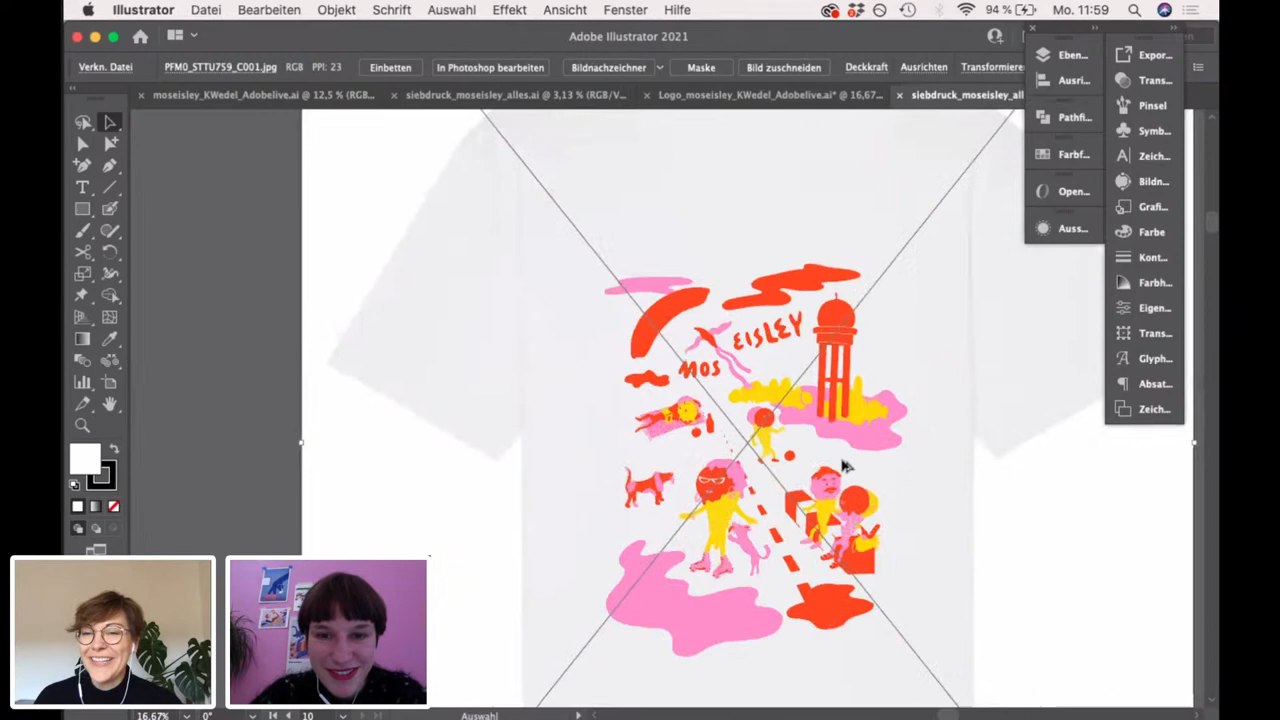 Illustrator Datei Bearbeiten Objekt Schrift Auswahl Effekt Ansicht Fenster Hilfe 2 94 % Mo. 11:59
Adobe Illustrator 2021
Verkn. Datei PFM0_STTU759_C001.jpg RGB PPI: 23 Einbetten In Photoshop bearbeiten Bildnachzeichner Maske Bild zuschneiden Deckkraft Ausrichten Transformiere
moseisley_KWedel_Adobelive.ai @ 12,5 % (RGB... siebdruck_moseisley_alles.ai @ 3,13 % (RGB/V... Logo_moseisley_KWedel_Adobelive.ai* @ 16,67... siebdruck_moseisley_all
Eben...
Ausri...
Pathfi...
Farbf...
Open...
Auss...
Expor...
Trans...
Pinsel
Symb...
Zeich...
Bildn...
Grafi...
Farbe
Kont...
Farbh...
Eigen...
Trans...
Glyph...
Absat...
Zeich...
MOS EISLEY
16,67% 0° 10 Auswahl